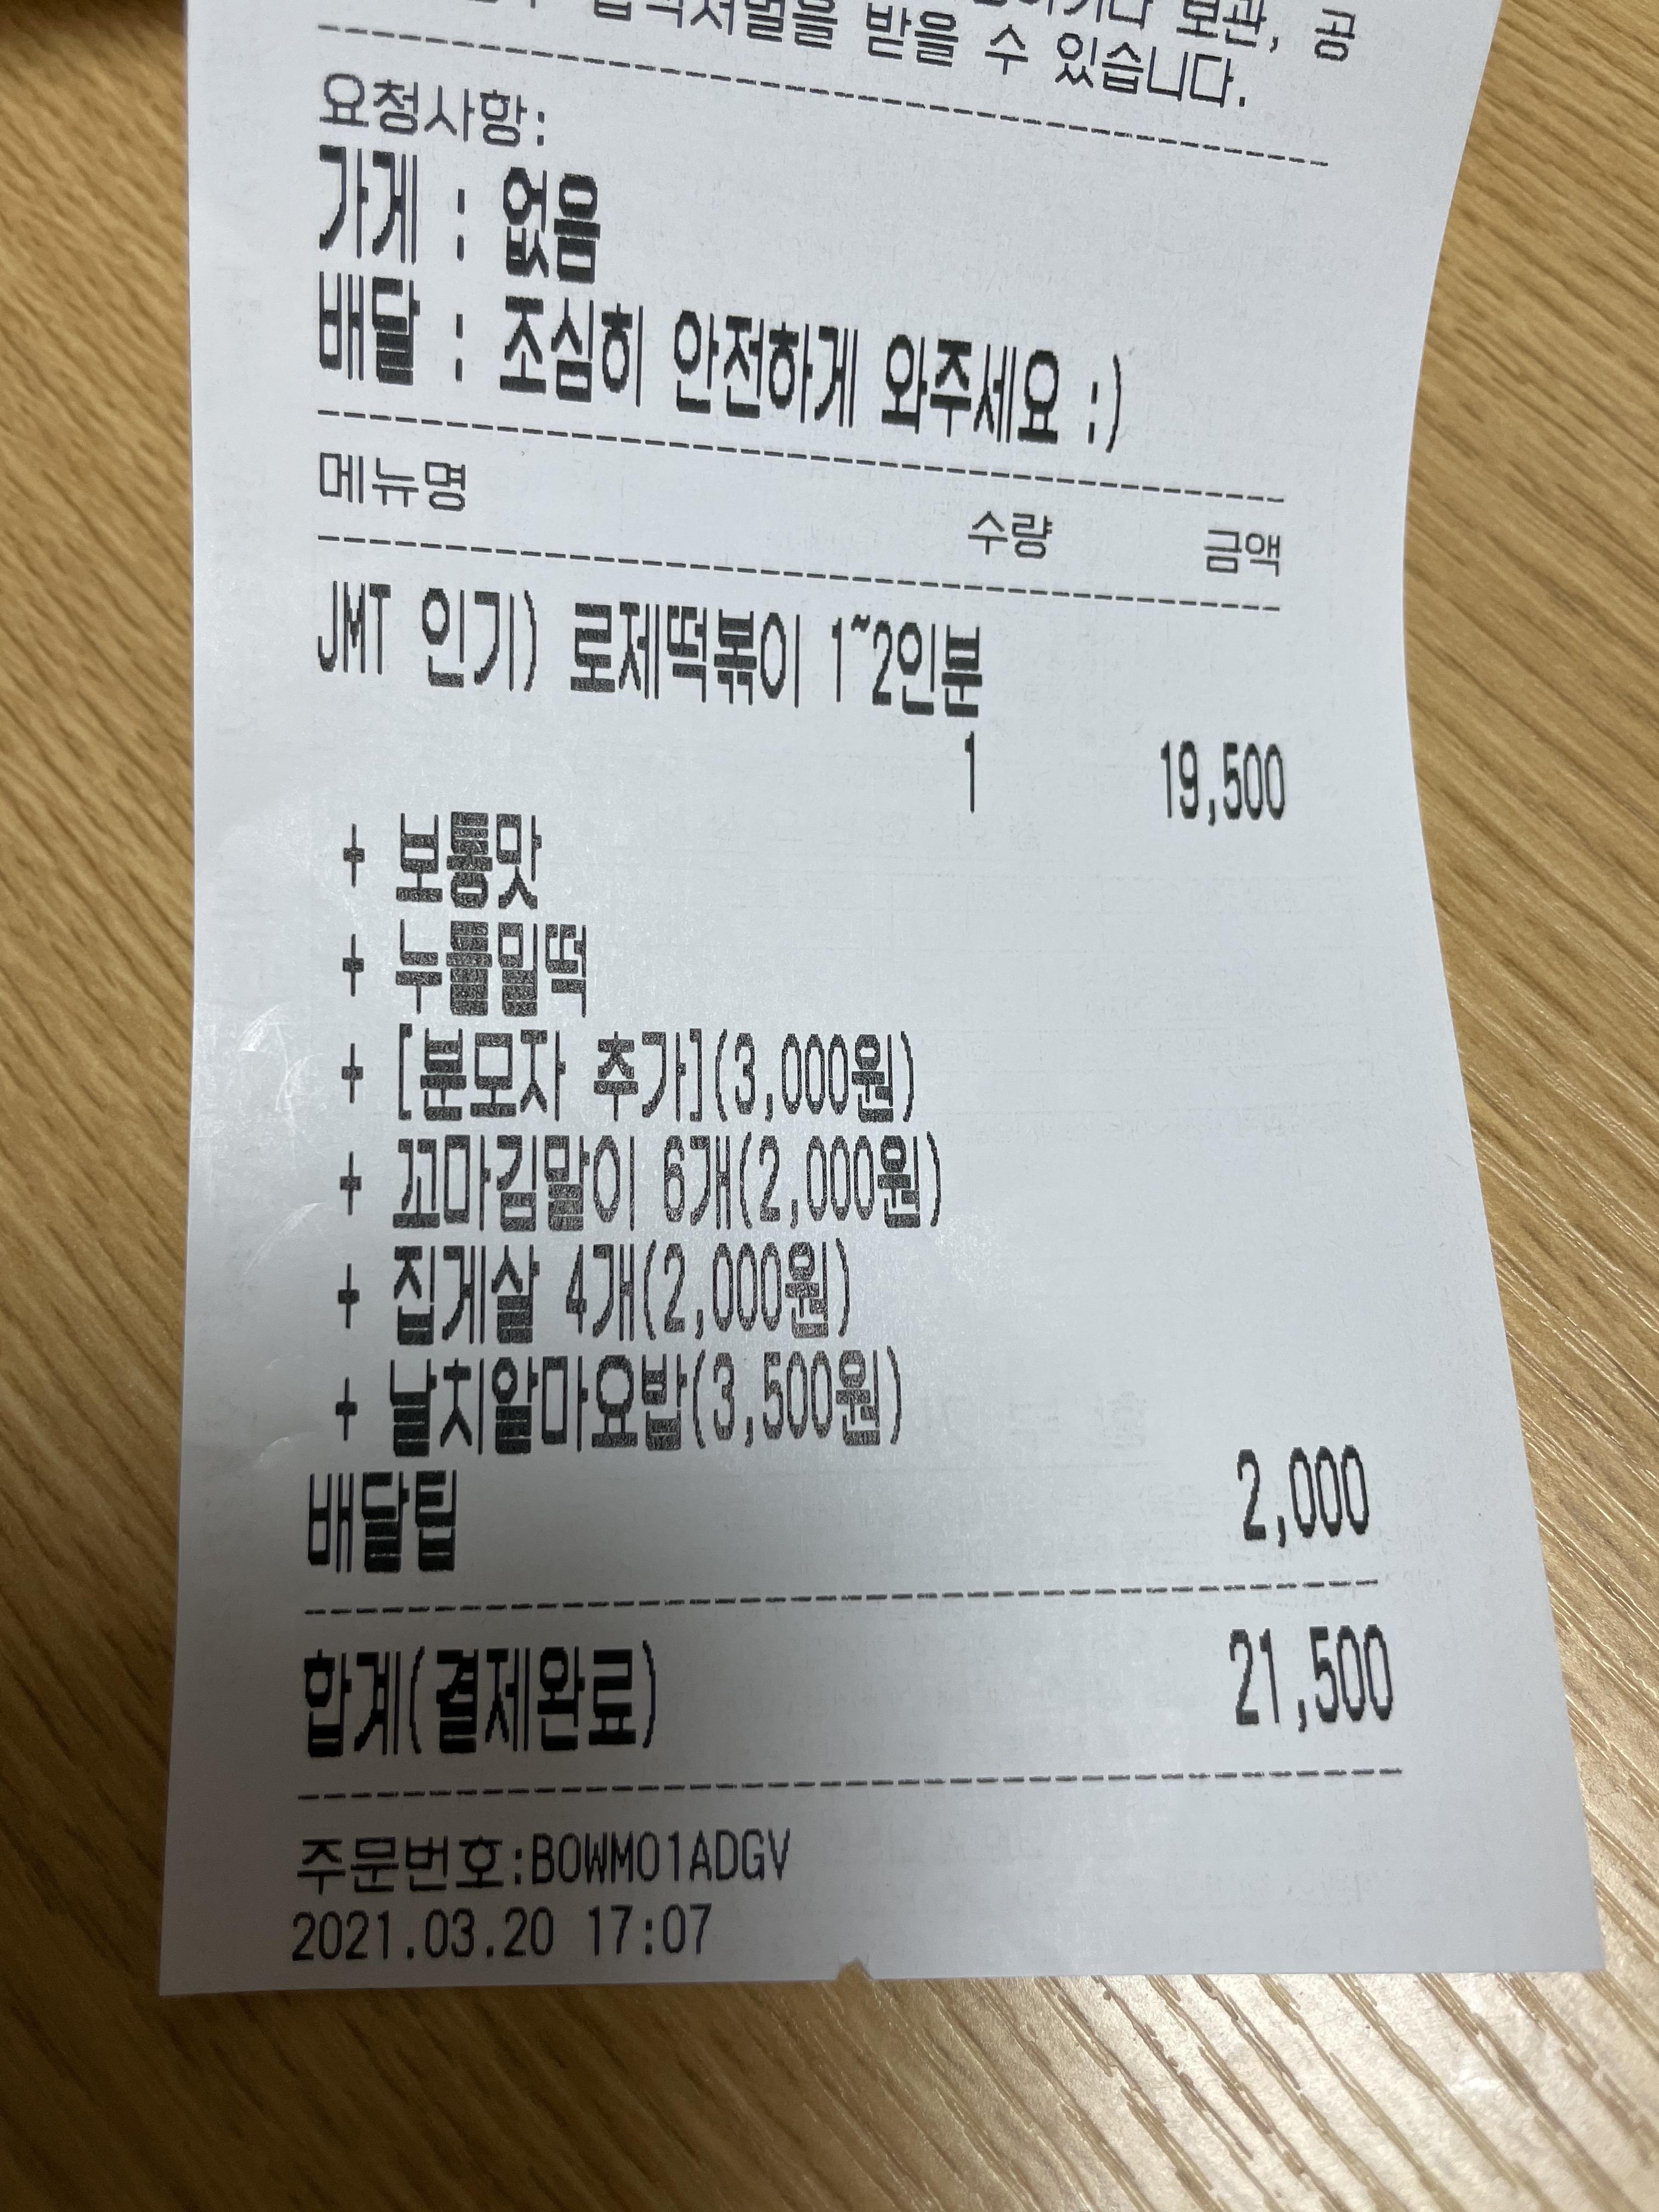 보관, 공
받을 수 있습니다.
요청사항:
가게 : 없음
배달 : 조심히 안전하게 와주세요 :)
메뉴명 수량 금액
JMT 인기) 로제떡볶이 1~2인분
1 19,500
+ 보통맛
+ 누들밀떡
+ [분모자 추가](3,000원)
+ 꼬마김말이 6개(2,000원)
+ 집게살 4개(2,000원)
+ 날치알마요밥(3,500원)
배달팁 2,000
합계(결제완료) 21,500
주문번호:B0WM01ADGV
2021.03.20 17:07